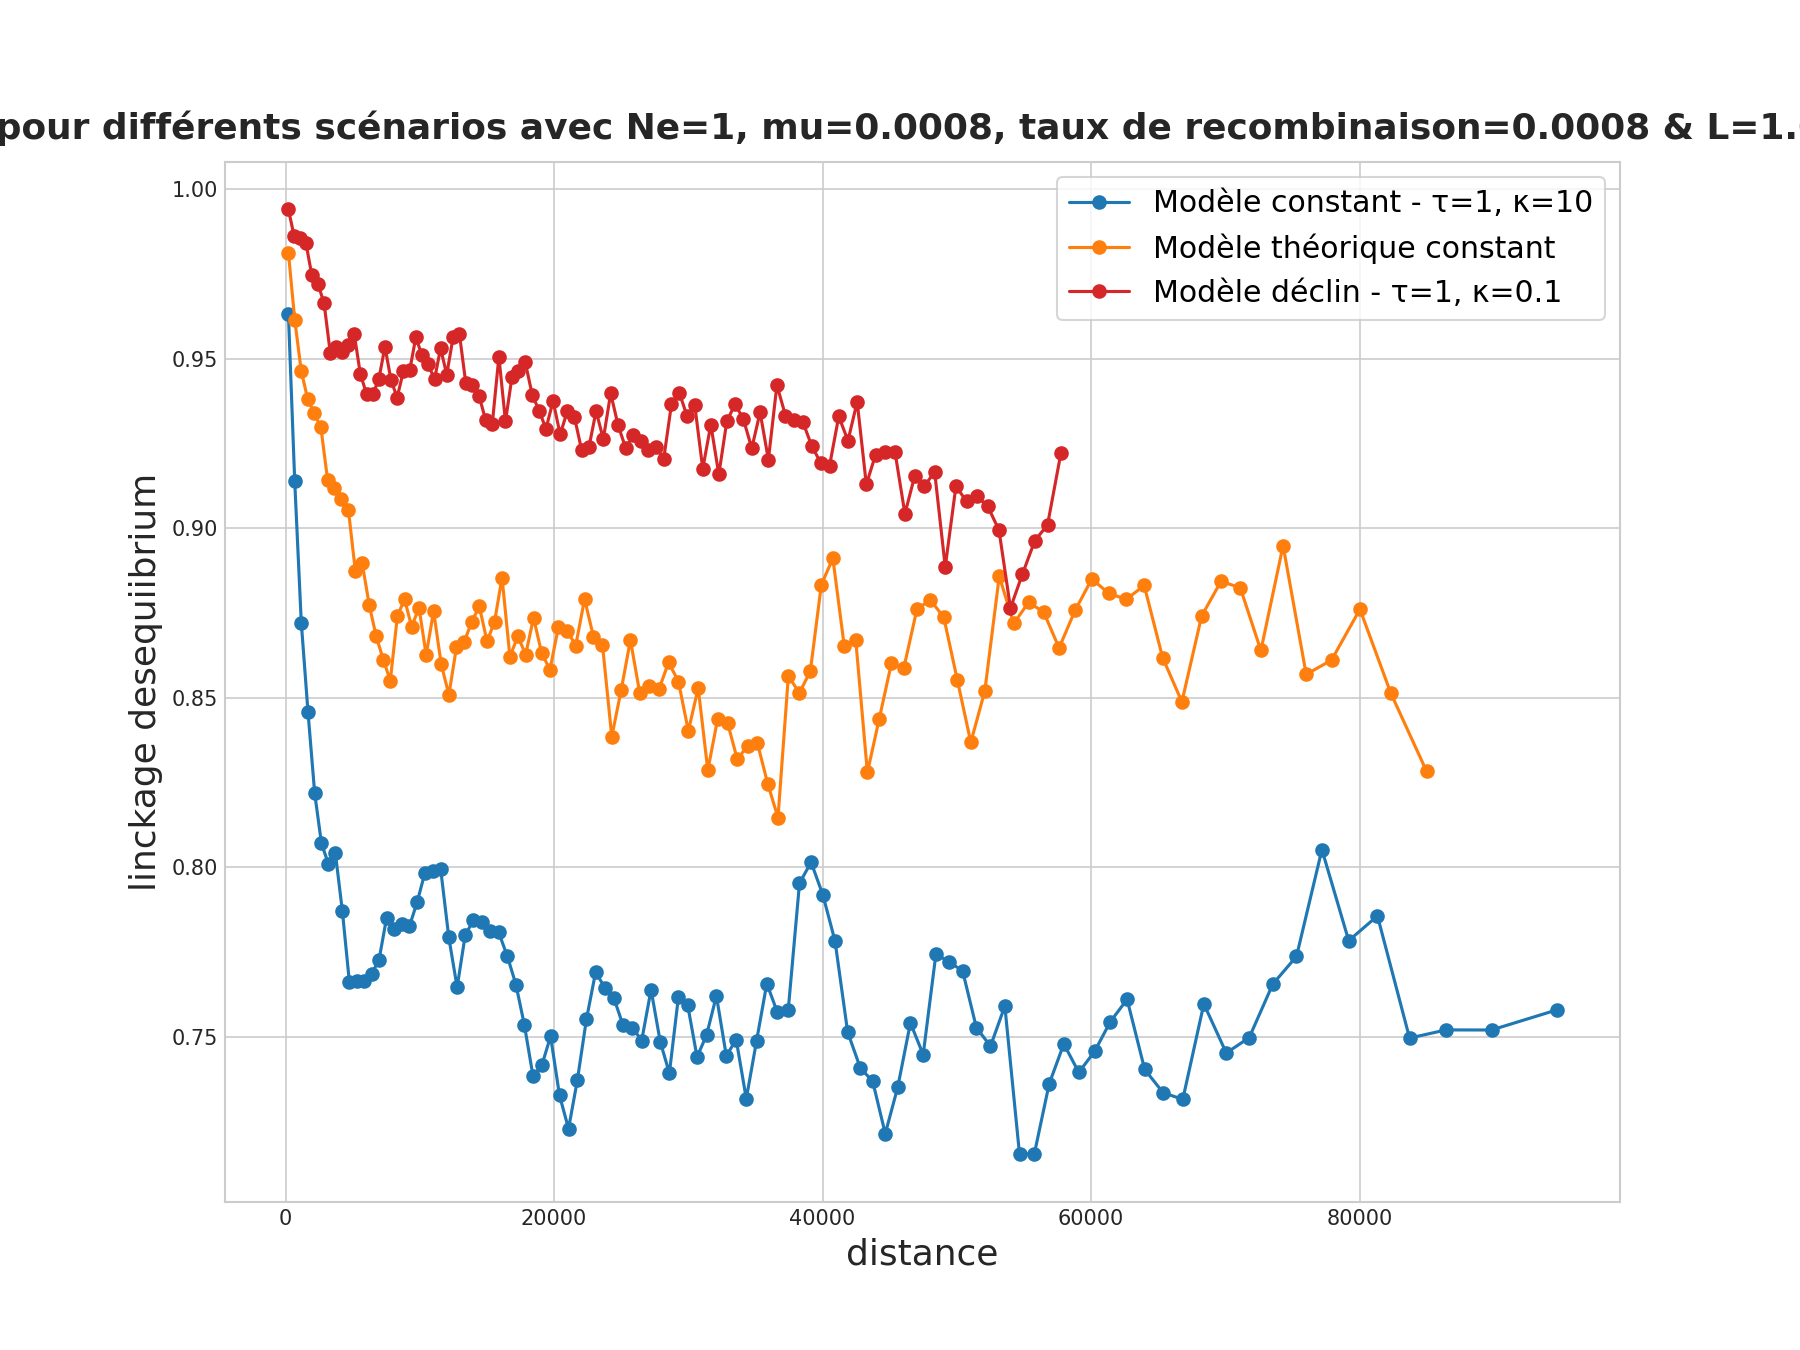 pour différents scénarios avec Ne=1, mu=0.0008, taux de recombinaison=0.0008 & L=1.
1.00
0.95
0.90
0.85
0.80
0.75
linckage desequilibrium
Modèle constant - τ=1, κ=10
Modèle théorique constant
Modèle déclin - τ=1, κ=0.1
0
20000
40000
60000
80000
distance